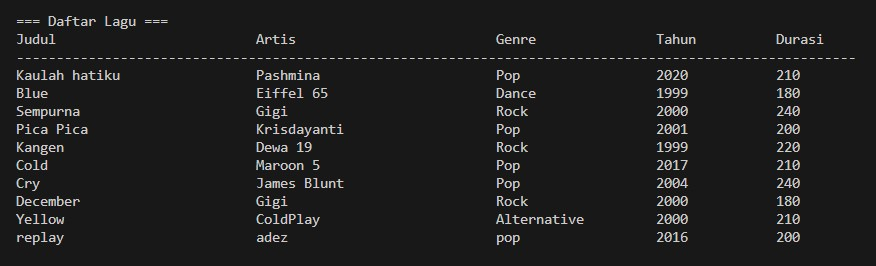 === Daftar Lagu ===
Judul                         Artis                         Genre               Tahun          Durasi
---------------------------------------------------------------------------------------------------------
Kaulah hatiku                 Pashmina                      Pop                 2020           210
Blue                          Eiffel 65                     Dance               1999           180
Sempurna                      Gigi                          Rock                2000           240
Pica Pica                     Krisdayanti                   Pop                 2001           200
Kangen                        Dewa 19                       Rock                1999           220
Cold                          Maroon 5                      Pop                 2017           210
Cry                           James Blunt                   Pop                 2004           240
December                      Gigi                          Rock                2000           180
Yellow                        ColdPlay                      Alternative         2000           210
replay                        adez                          pop                 2016           200